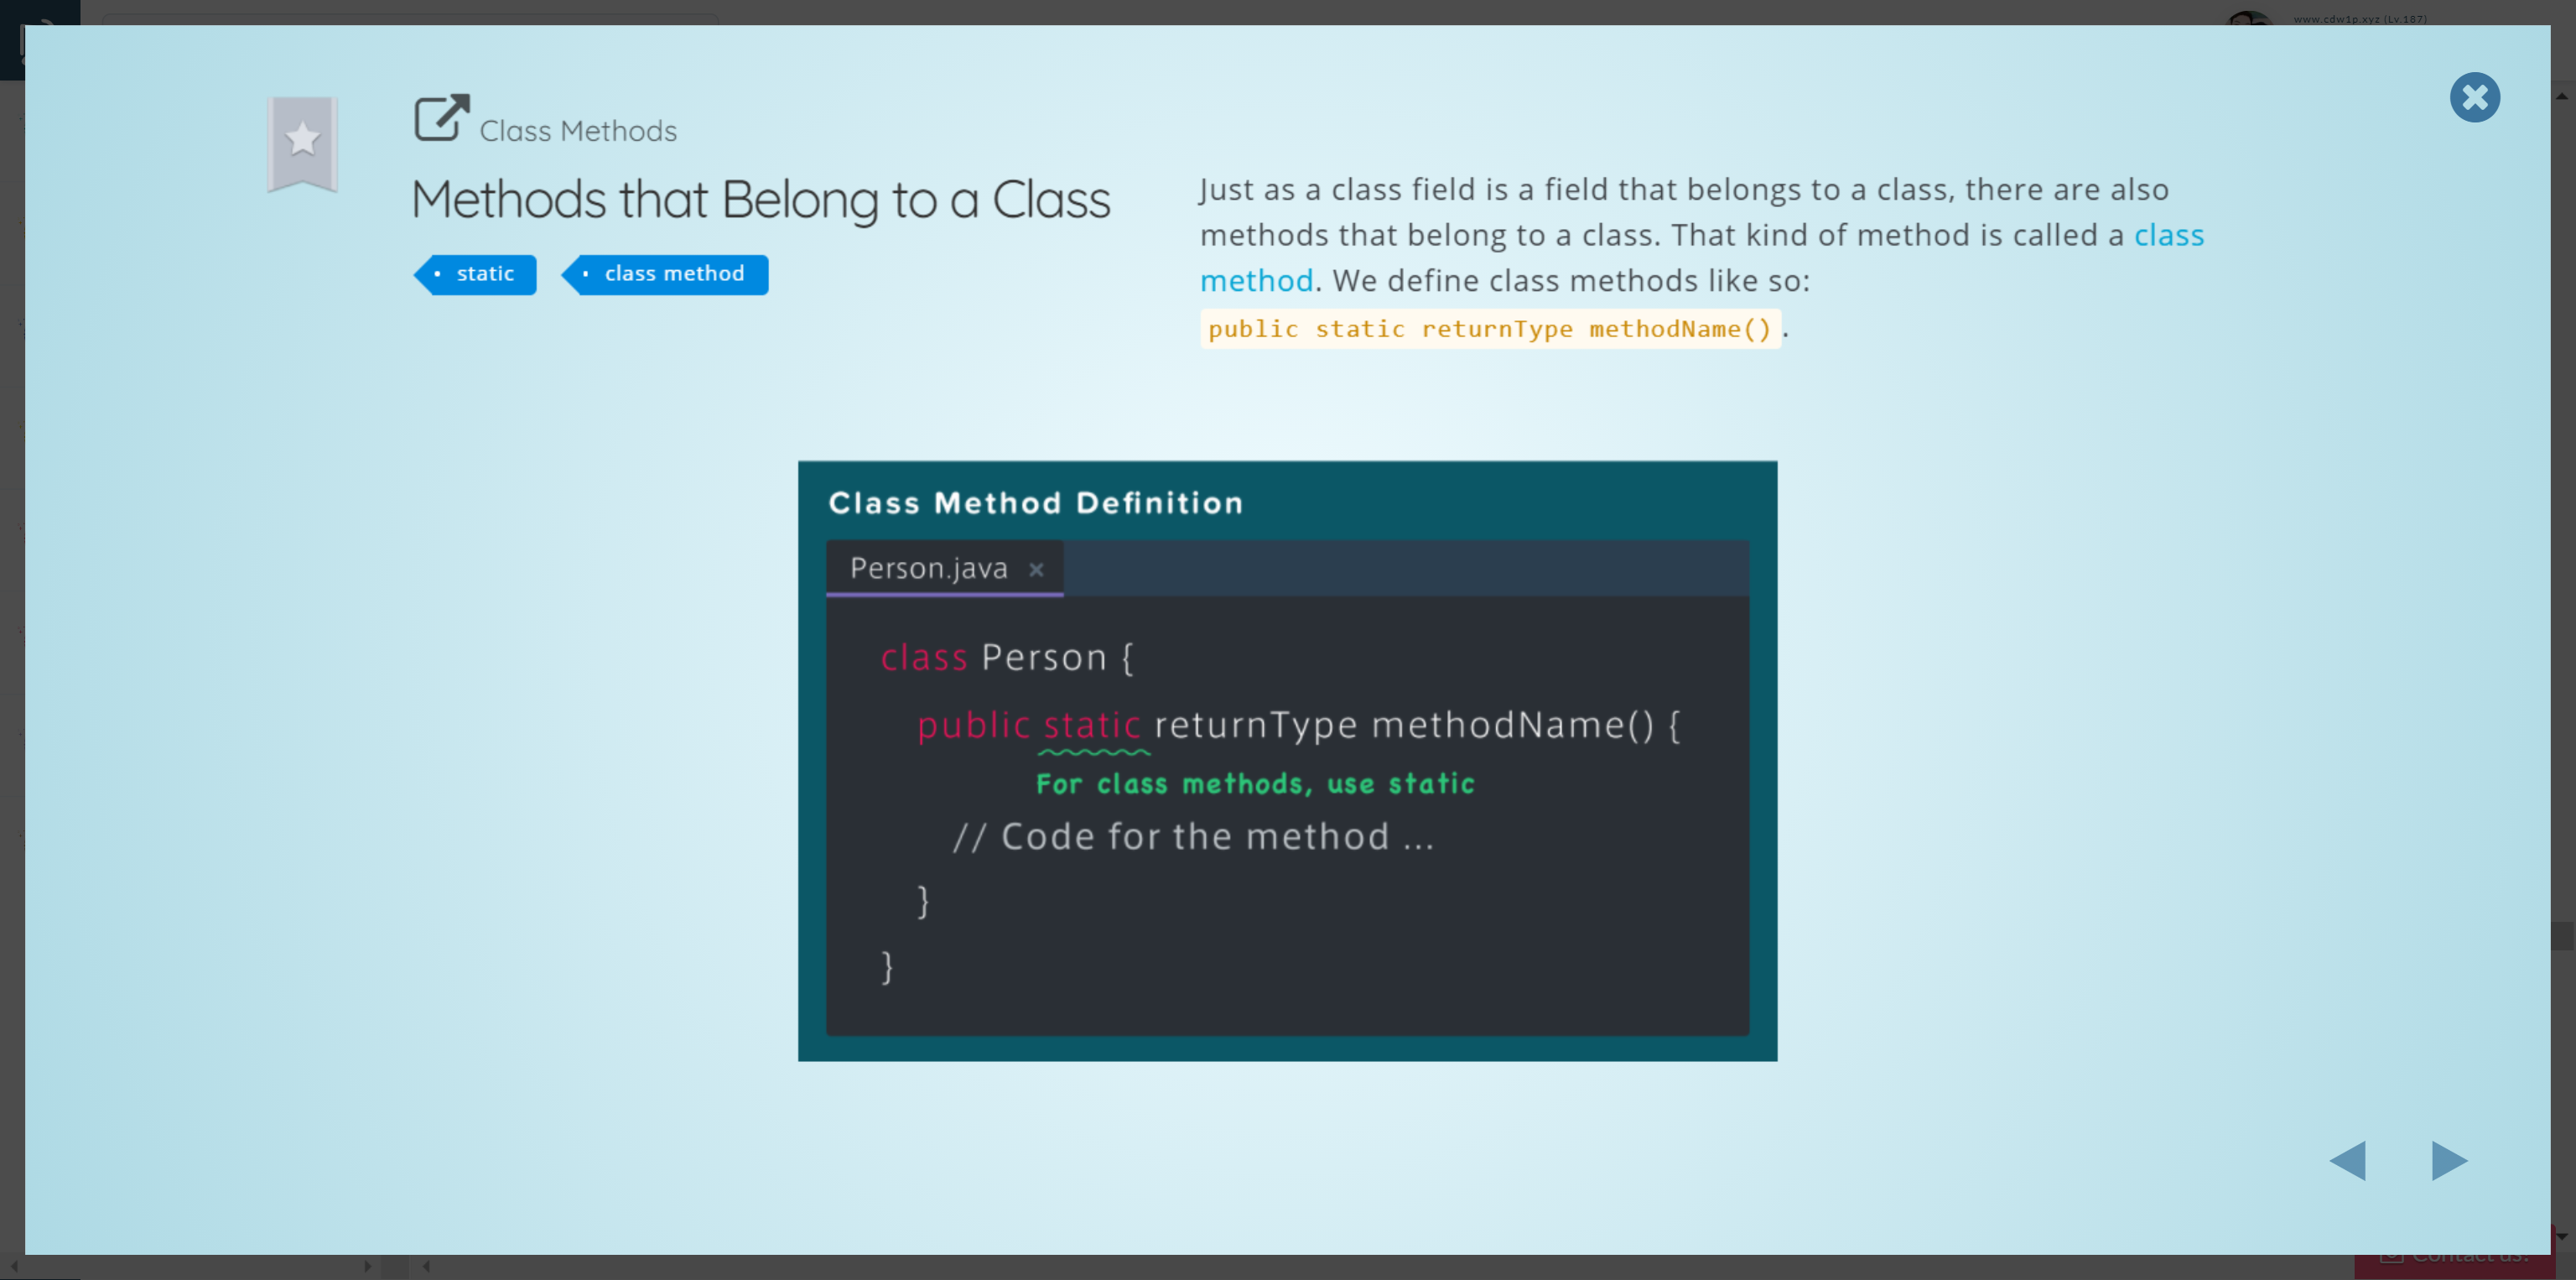 www.cdw1p.xyz (Lv.187)
Class Methods
Methods that Belong to a Class
static
class method
Just as a class field is a field that belongs to a class, there are also
methods that belong to a class. That kind of method is called a class
method. We define class methods like so:
public static returnType methodName() .
Class Method Definition
Person.java ×
class Person {
public static returnType methodName() {
For class methods, use static
// Code for the method ...
}
}
Contact us!